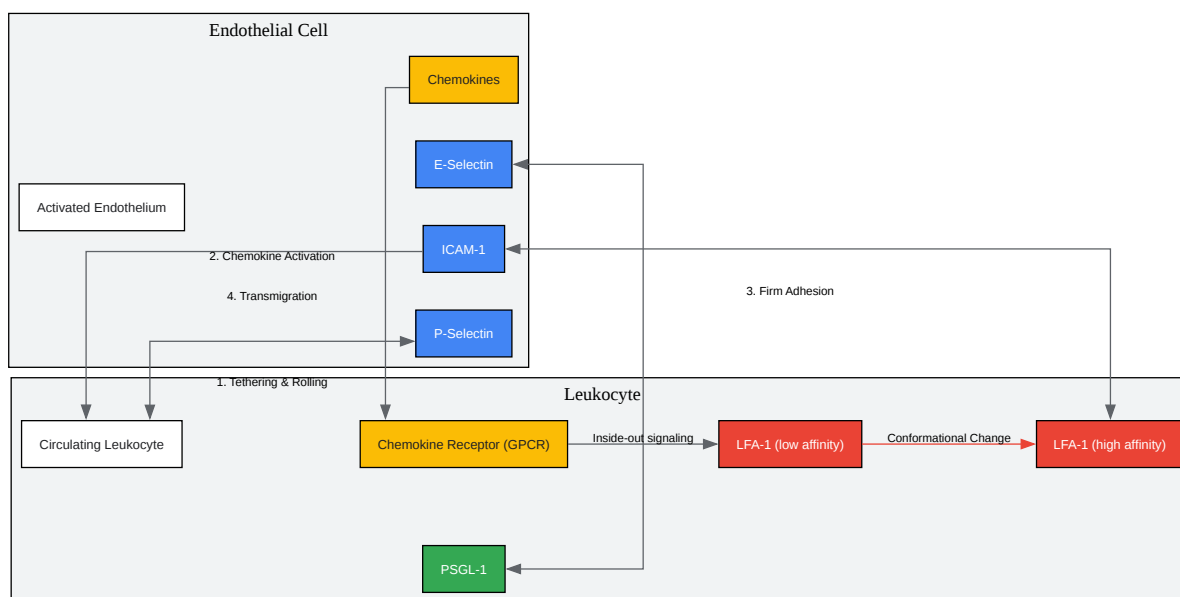 Endothelial Cell
Chemokines
E-Selectin
Activated Endothelium
ICAM-1
2. Chemokine Activation
4. Transmigration
3. Firm Adhesion
P-Selectin
1. Tethering & Rolling
Leukocyte
Circulating Leukocyte
Chemokine Receptor (GPCR)
Inside-out signaling
LFA-1 (low affinity)
Conformational Change
LFA-1 (high affinity)
PSGL-1